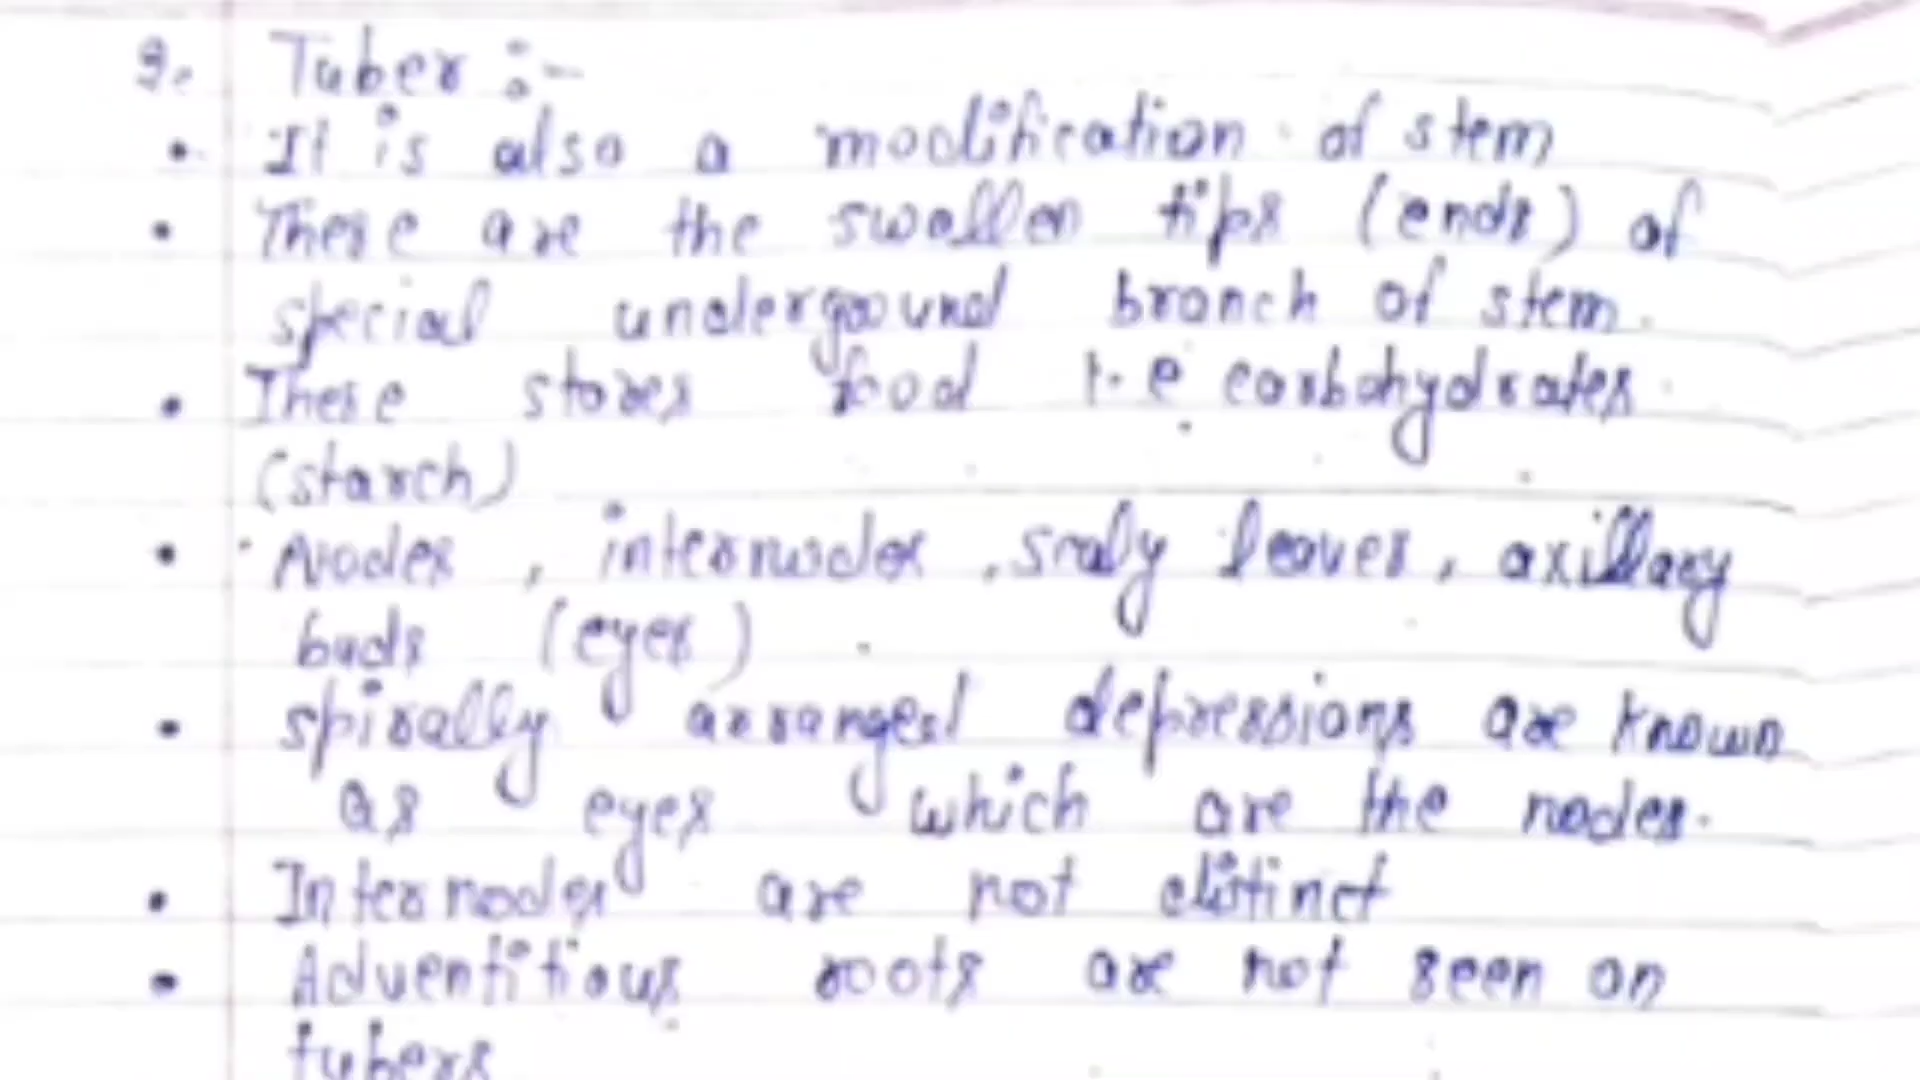 2. Tuber :-
• It is also a modification of stem
• These are the swollen tips (ends) of
special underground branch of stem.
• These stores food i.e carbohydrates
(starch)
• Nodes, internodes, scaly leaves, axillary
buds (eyes)
• spirally arranged depressions are known
as eyes which are the nodes.
• Internodes are not distinct
• Adventitious roots are not seen on
tubers